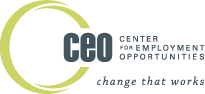 ceo CENTER
FOR EMPLOYMENT
OPPORTUNITIES
change that works